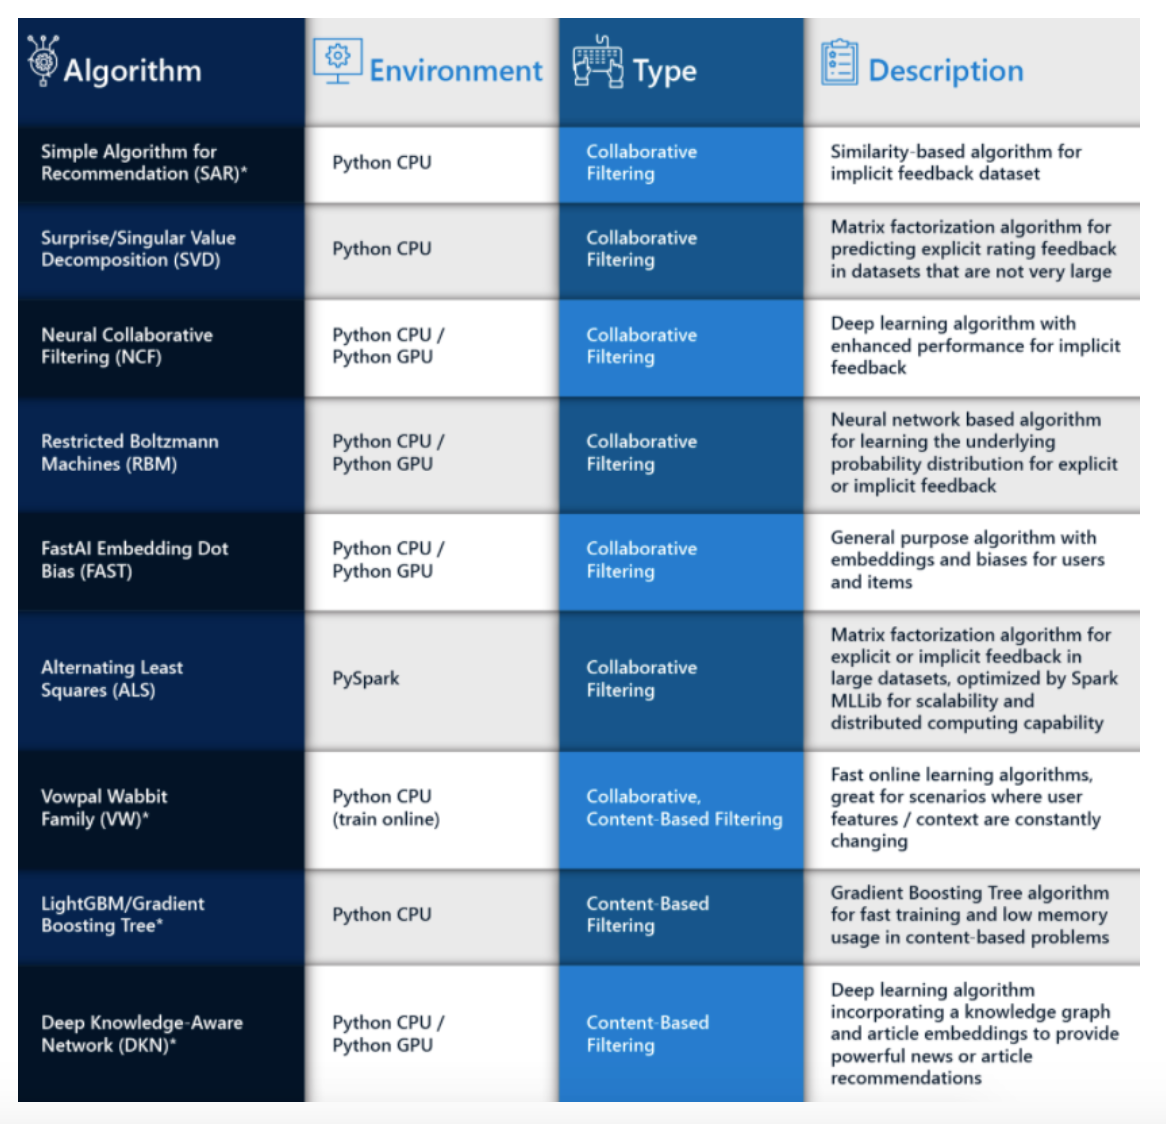 Algorithm
Environment
Type
Description
Simple Algorithm for
Recommendation (SAR)*
Python CPU
Collaborative
Filtering
Similarity-based algorithm for
implicit feedback dataset
Surprise/Singular Value
Decomposition (SVD)
Python CPU
Collaborative
Filtering
Matrix factorization algorithm for
predicting explicit rating feedback
in datasets that are not very large
Neural Collaborative
Filtering (NCF)
Python CPU /
Python GPU
Collaborative
Filtering
Deep learning algorithm with
enhanced performance for implicit
feedback
Restricted Boltzmann
Machines (RBM)
Python CPU /
Python GPU
Collaborative
Filtering
Neural network based algorithm
for learning the underlying
probability distribution for explicit
or implicit feedback
FastAI Embedding Dot
Bias (FAST)
Python CPU /
Python GPU
Collaborative
Filtering
General purpose algorithm with
embeddings and biases for users
and items
Alternating Least
Squares (ALS)
PySpark
Collaborative
Filtering
Matrix factorization algorithm for
explicit or implicit feedback in
large datasets, optimized by Spark
MLLib for scalability and
distributed computing capability
Vowpal Wabbit
Family (VW)*
Python CPU
(train online)
Collaborative,
Content-Based Filtering
Fast online learning algorithms,
great for scenarios where user
features / context are constantly
changing
LightGBM/Gradient
Boosting Tree*
Python CPU
Content-Based
Filtering
Gradient Boosting Tree algorithm
for fast training and low memory
usage in content-based problems
Deep Knowledge-Aware
Network (DKN)*
Python CPU /
Python GPU
Content-Based
Filtering
Deep learning algorithm
incorporating a knowledge graph
and article embeddings to provide
powerful news or article
recommendations